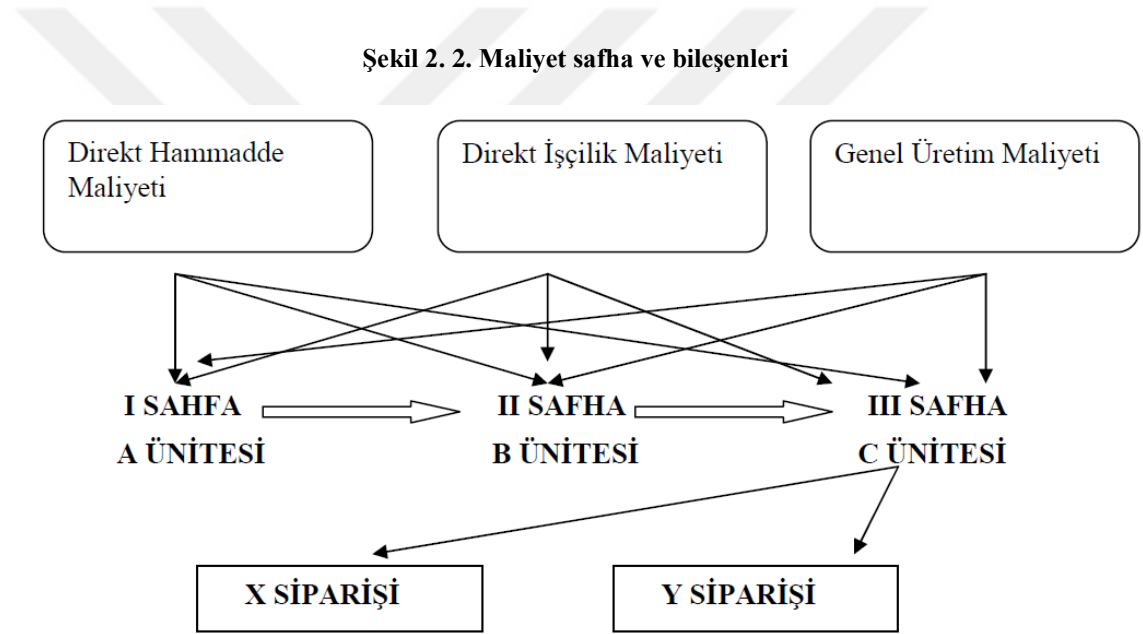 Şekil 2. 2. Maliyet safha ve bileşenleri
Direkt Hammadde
Maliyeti
Direkt İşçilik Maliyeti
Genel Üretim Maliyeti
I SAHFA
A ÜNİTESİ
II SAFHA
B ÜNİTESİ
III SAFHA
C ÜNİTESİ
X SİPARİŞİ
Y SİPARİŞİ